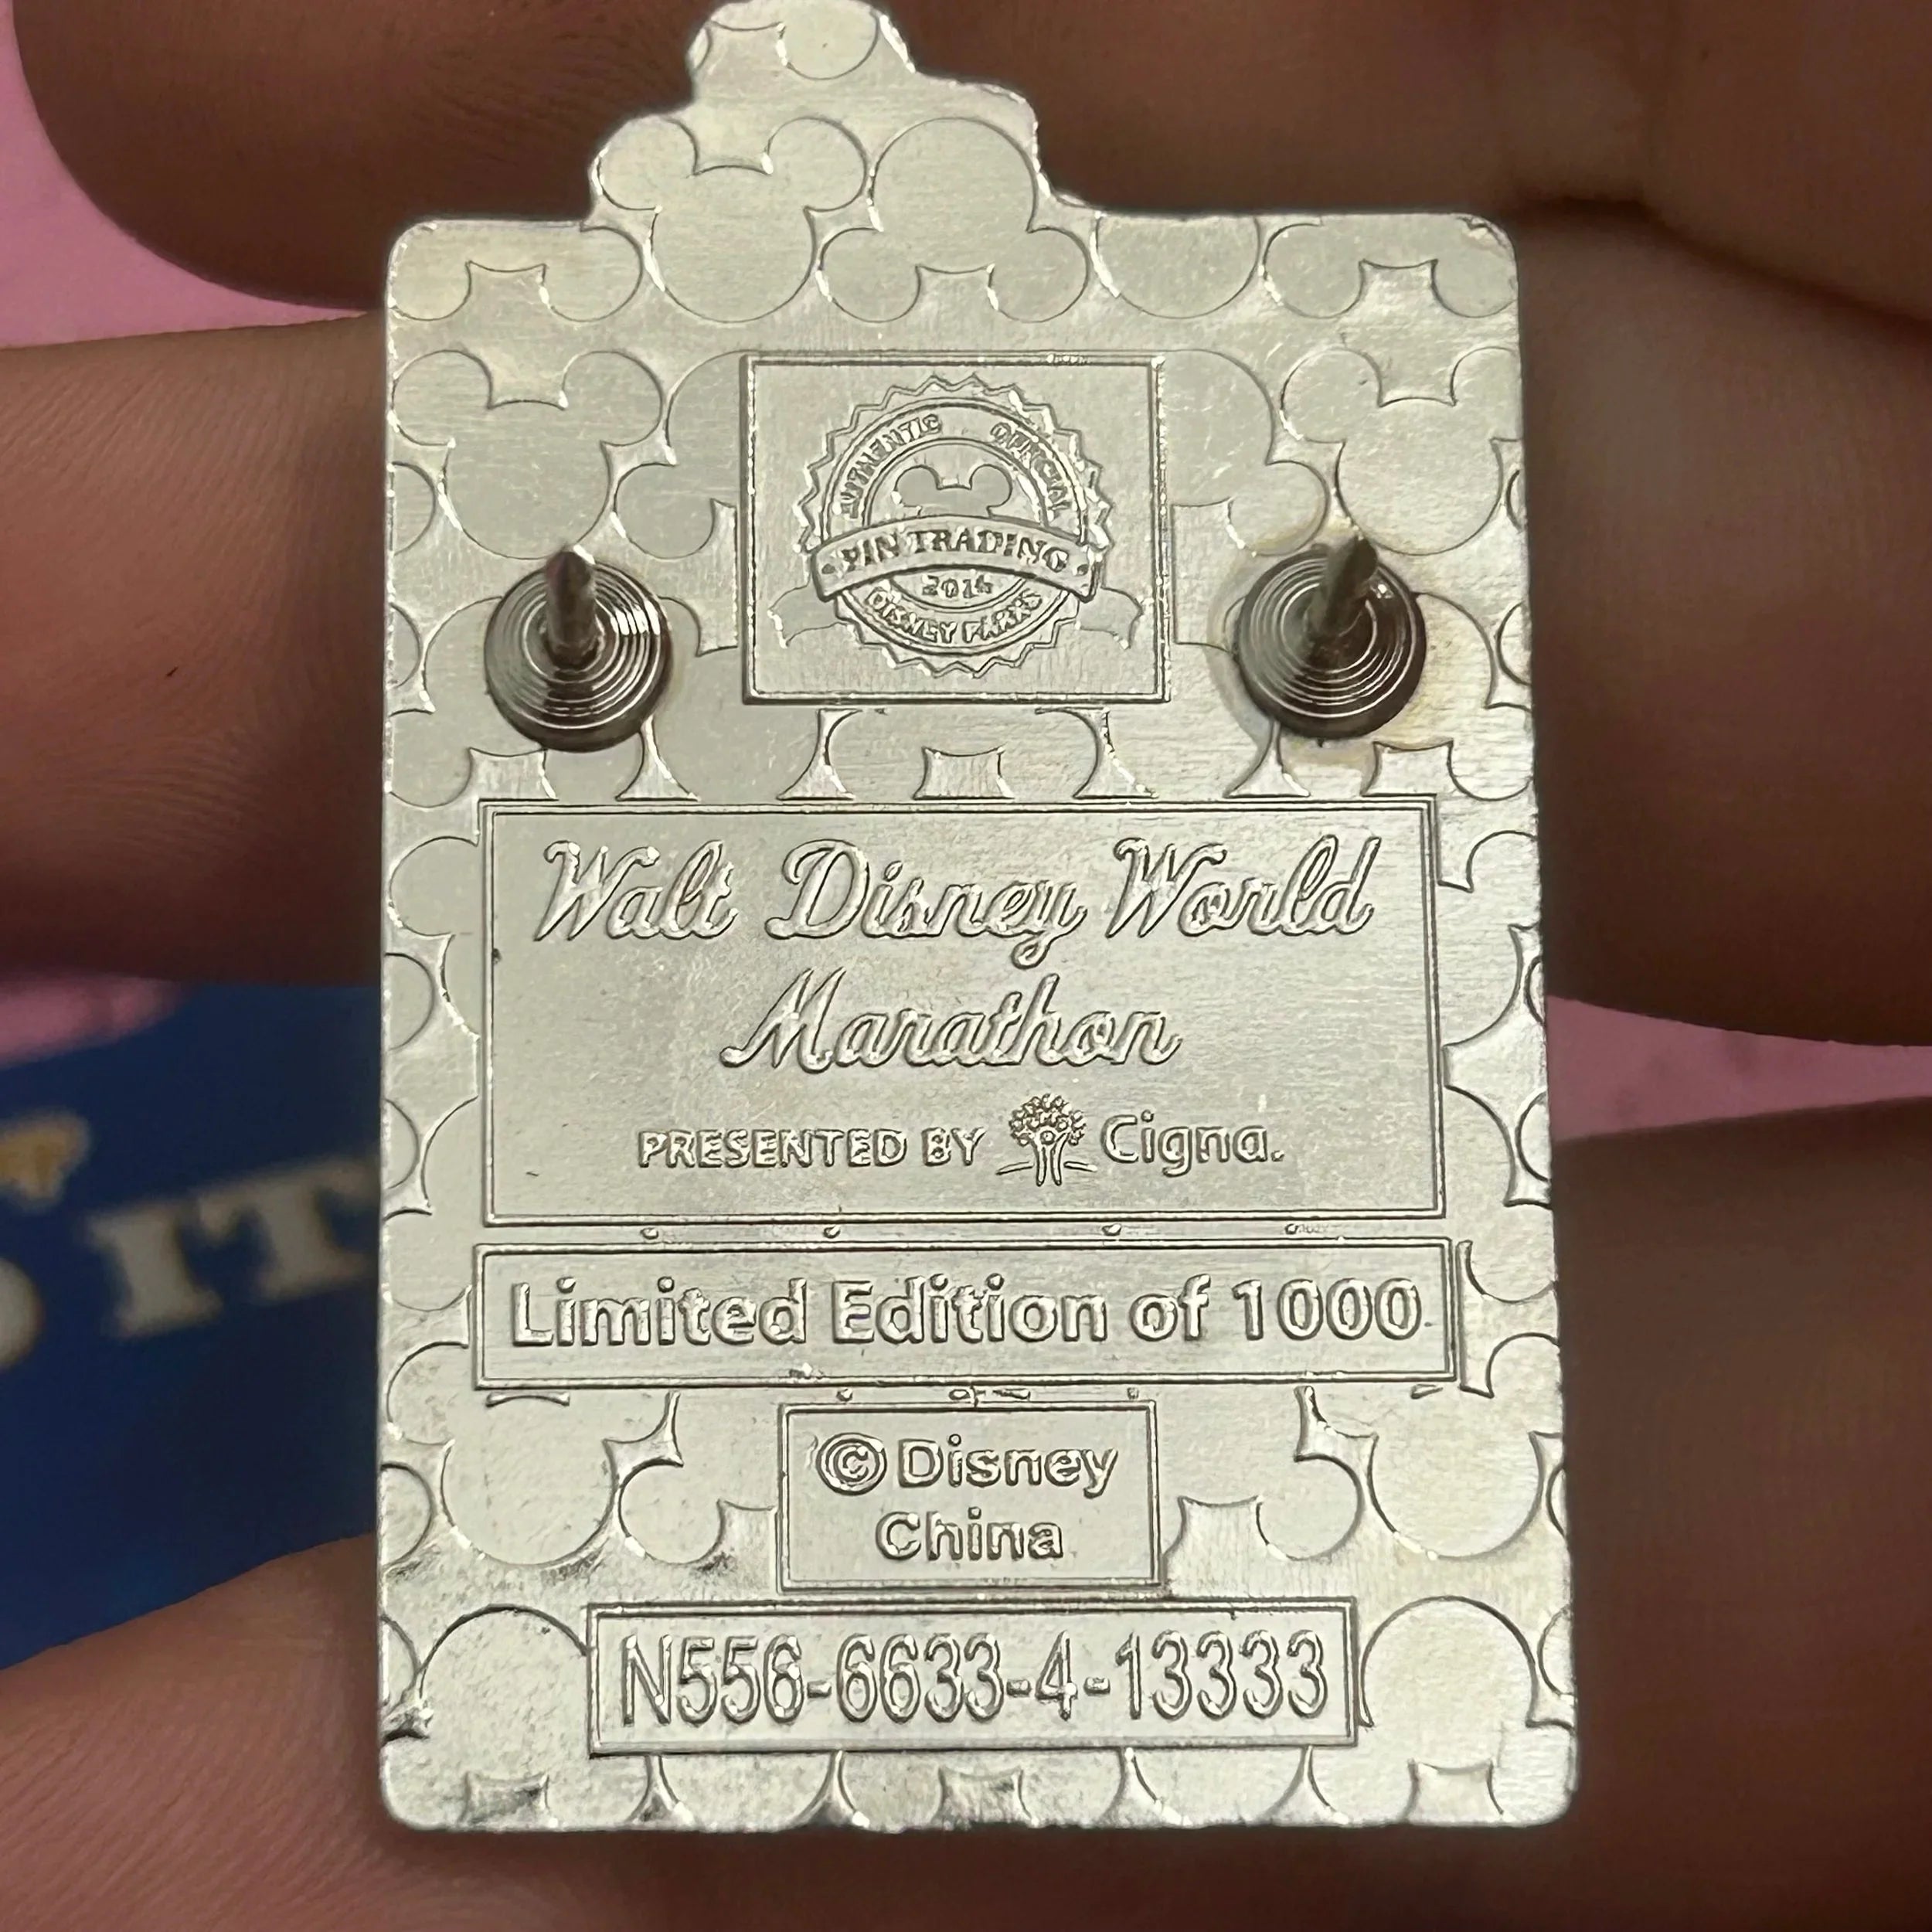 AUTHENTIC OFFICIAL
PIN TRADING
2014
DISNEY PARKS
Walt Disney World
Marathon
PRESENTED BY Cigna.
Limited Edition of 1000
© Disney
China
N556-6633-4-13333
IT